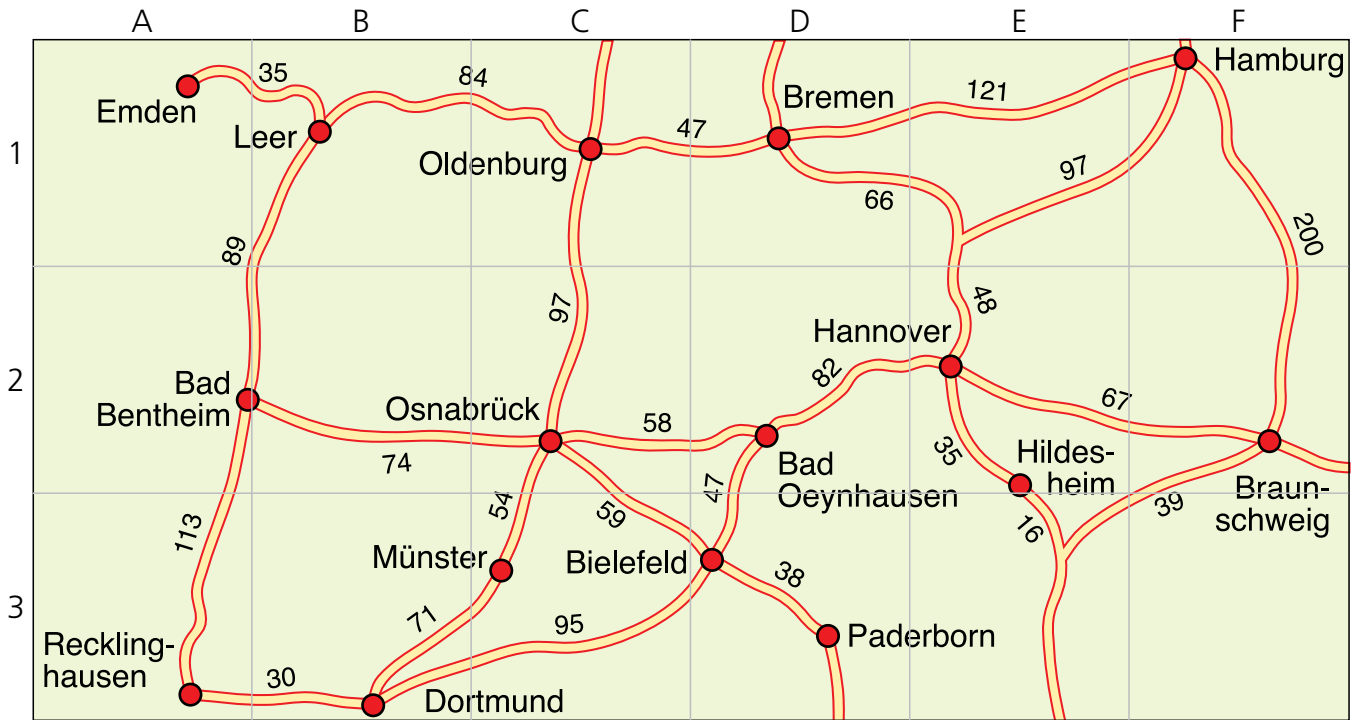 A B C D E F
Hamburg
35
84
Emden
Bremen
121
Leer
47
1
Oldenburg
97
66
200
89
97
48
Hannover
2
Bad
Bentheim
82
67
Osnabrück
58
74
35
Hildes-
heim
Bad
Oeynhausen
47
Braun-
schweig
54
59
39
113
16
Münster
Bielefeld
38
3
71
95
Paderborn
Reckling-
hausen
30
Dortmund